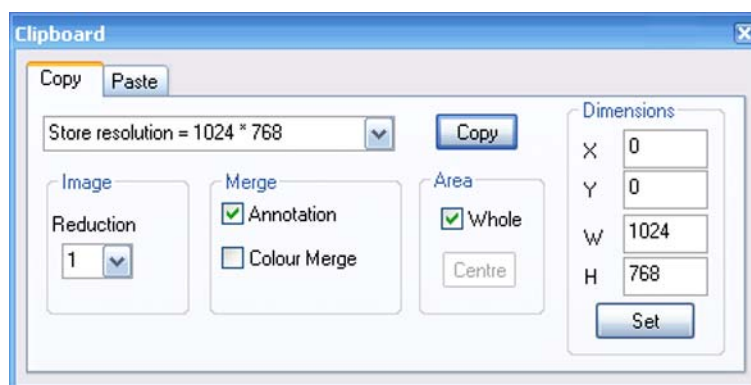 Clipboard
Copy
Paste
Store resolution = 1024 * 768
Copy
Image
Reduction
1
Merge
Annotation
Colour Merge
Area
Whole
Centre
Dimensions
X 0
Y 0
W 1024
H 768
Set